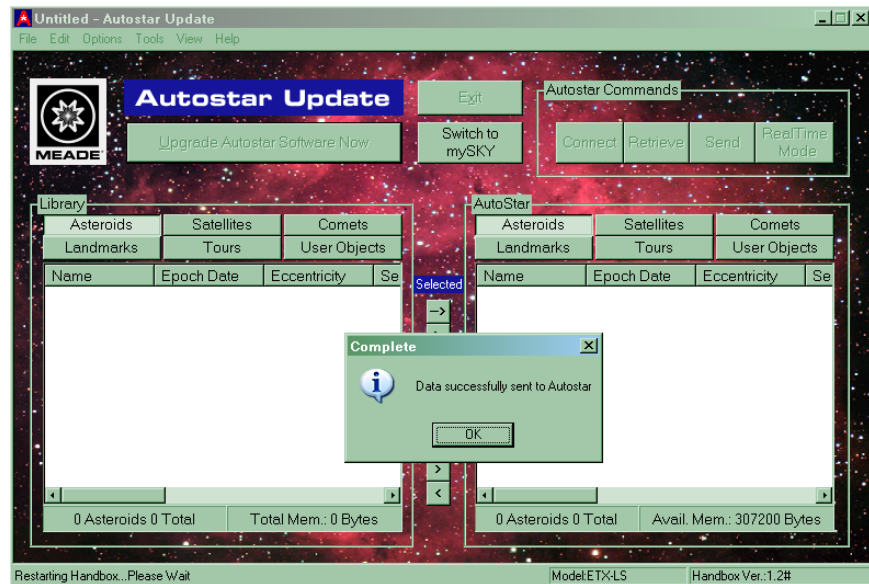 Untitled - Autostar Update
File Edit Options Tools View Help
MEADE
Autostar Update
Upgrade Autostar Software Now
Exit
Switch to
mySKY
Autostar Commands
Connect
Retrieve
Send
RealTime
Mode
Library
Asteroids
Satellites
Comets
Landmarks
Tours
User Objects
Name
Epoch Date
Eccentricity
Se
0 Asteroids 0 Total
Total Mem.: 0 Bytes
Selected
-->
>
<
AutoStar
Asteroids
Satellites
Comets
Landmarks
Tours
User Objects
Name
Epoch Date
Eccentricity
Se
0 Asteroids 0 Total
Avail. Mem.: 307200 Bytes
Complete
Data successfully sent to Autostar
OK
Restarting Handbox...Please Wait
Model:ETX-LS
Handbox Ver.:1.2#